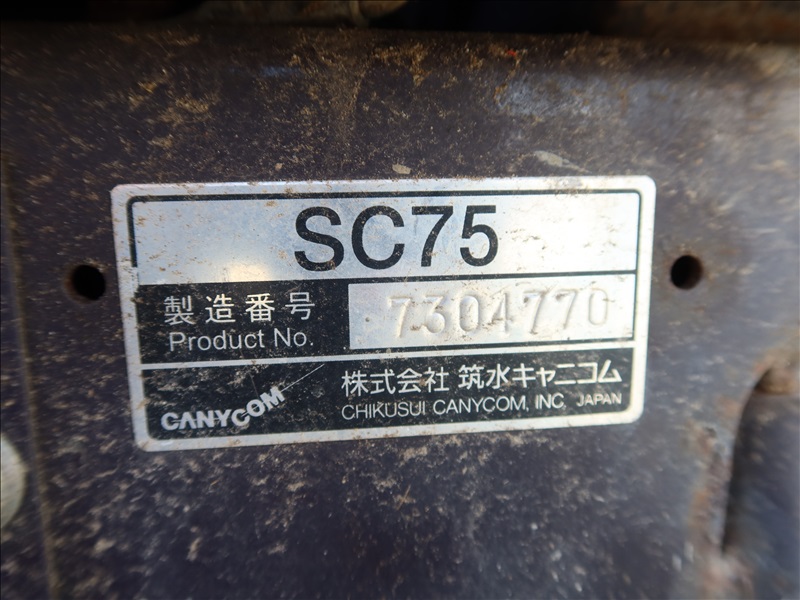 SC75
製造番号 7304770
Product No.
株式会社 筑水キャニコム
CANYCOM CHIKUSUI CANYCOM, INC. JAPAN